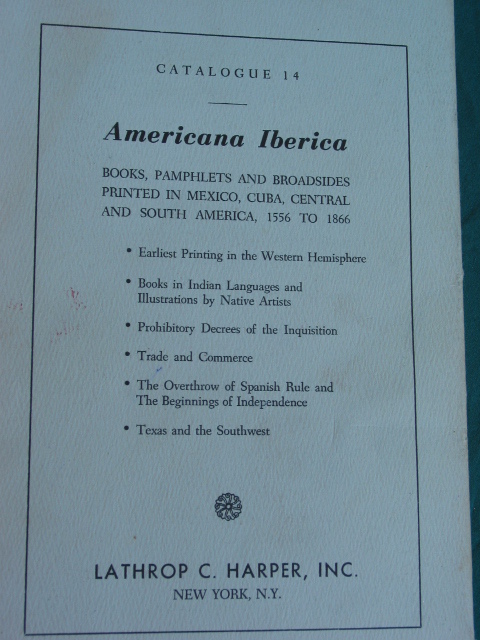 CATALOGUE 14
Americana Iberica
BOOKS, PAMPHLETS AND BROADSIDES
PRINTED IN MEXICO, CUBA, CENTRAL
AND SOUTH AMERICA, 1556 TO 1866
• Earliest Printing in the Western Hemisphere
• Books in Indian Languages and
Illustrations by Native Artists
• Prohibitory Decrees of the Inquisition
• Trade and Commerce
• The Overthrow of Spanish Rule and
The Beginnings of Independence
• Texas and the Southwest
LATHROP C. HARPER, INC.
NEW YORK, N.Y.